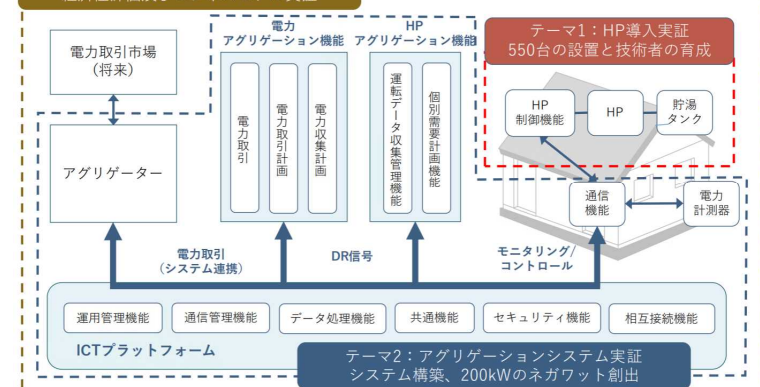 電力取引市場
(将来)
アグリゲーター
電力
アグリゲーション機能
電力取引
電力取引計画
電力収集計画
HP
アグリゲーション機能
運転データ収集管理機能
個別需要計画機能
テーマ1：HP導入実証
550台の設置と技術者の育成
HP
制御機能
HP
貯湯
タンク
通信
機能
電力
計測器
電力取引
(システム連携)
DR信号
モニタリング/
コントロール
運用管理機能
通信管理機能
データ処理機能
共通機能
セキュリティ機能
相互接続機能
ICTプラットフォーム
テーマ2：アグリゲーションシステム実証
システム構築、200kWのネガワット創出